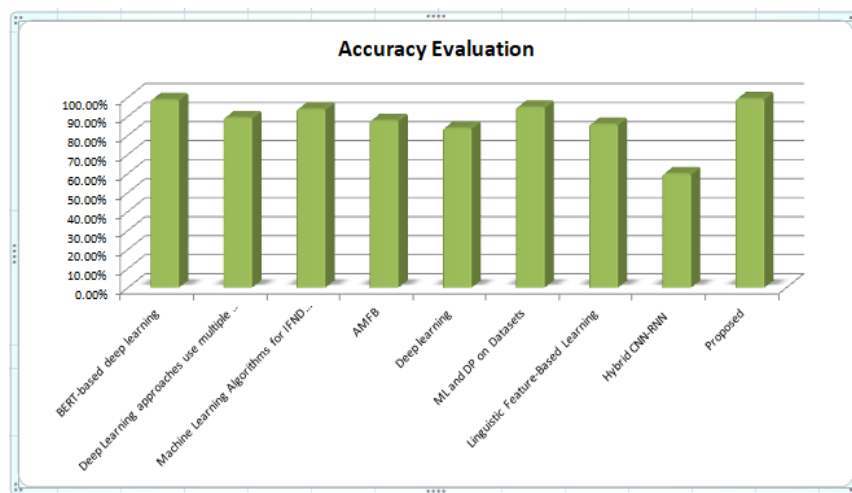 Accuracy Evaluation
100.00%
90.00%
80.00%
70.00%
60.00%
50.00%
40.00%
30.00%
20.00%
10.00%
0.00%
BERT-based deep learning
Deep Learning approaches use multiple ...
Machine Learning Algorithms for IFND...
AMFB
Deep learning
ML and DP on Datasets
Linguistic Feature-Based Learning
Hybrid CNN-RNN
Proposed